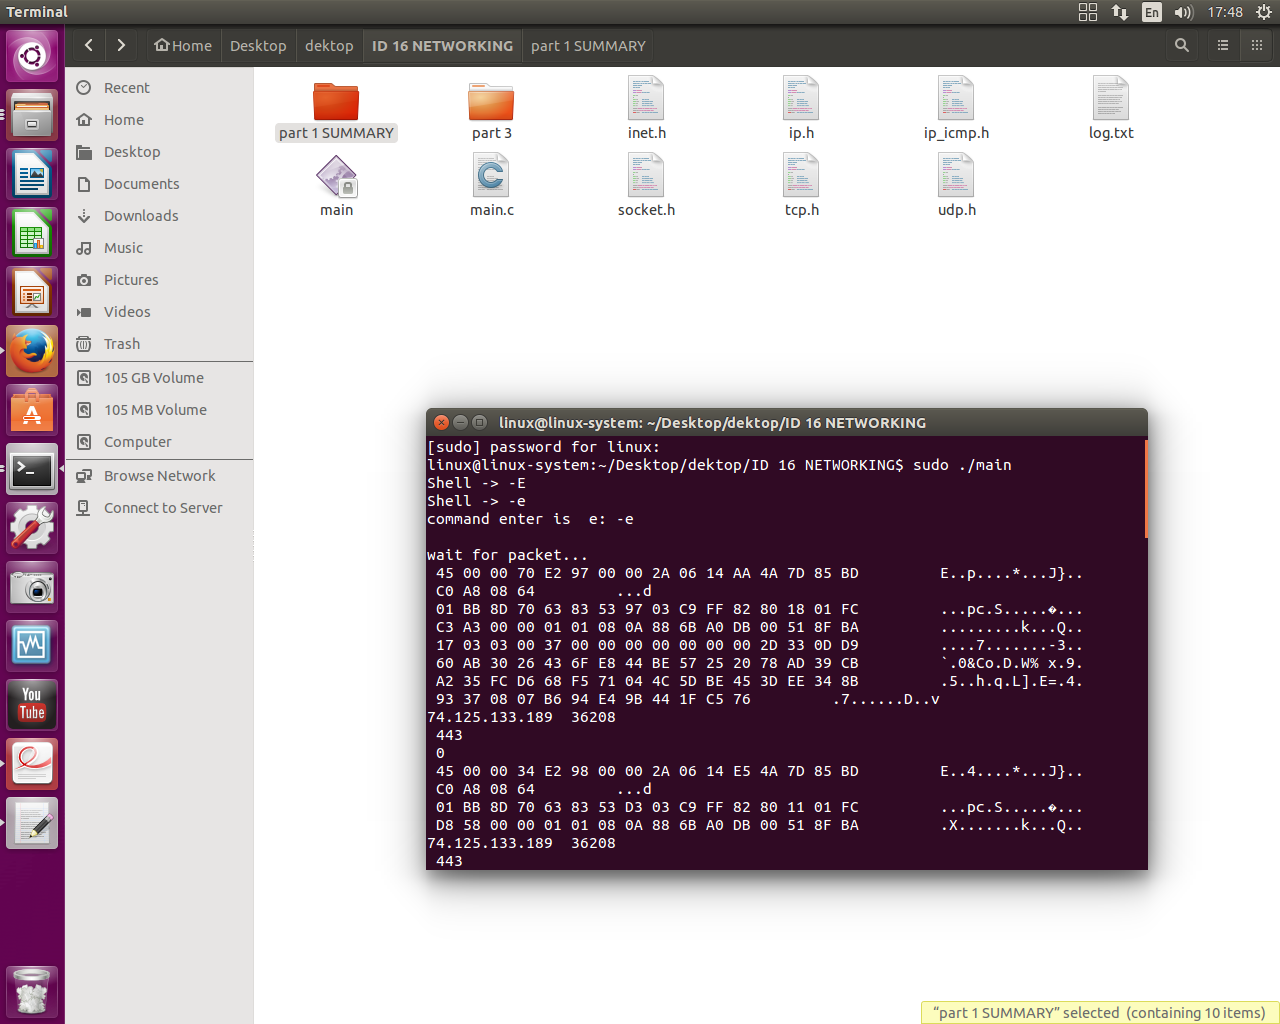 Terminal
En
17:48
Home
Desktop
dektop
ID 16 NETWORKING
part 1 SUMMARY
Recent
Home
Desktop
Documents
Downloads
Music
Pictures
Videos
Trash
105 GB Volume
105 MB Volume
Computer
Browse Network
Connect to Server
You
Tube
part 1 SUMMARY
part 3
inet.h
ip.h
ip_icmp.h
log.txt
main
main.c
socket.h
tcp.h
udp.h
linux@linux-system: ~/Desktop/dektop/ID 16 NETWORKING
[sudo] password for linux:
linux@linux-system:~/Desktop/dektop/ID 16 NETWORKING$ sudo ./main
Shell -> -E
Shell -> -e
command enter is  e: -e
wait for packet...
45 00 00 70 E2 97 00 00 2A 06 14 AA 4A 7D 85 BD         E..p....*...J}..
C0 A8 08 64         ...d
01 BB 8D 70 63 83 53 97 03 C9 FF 82 80 18 01 FC         ...pc.S.....�...
C3 A3 00 00 01 01 08 0A 88 6B A0 DB 00 51 8F BA         .........k...Q..
17 03 03 00 37 00 00 00 00 00 00 00 2D 33 0D D9         ....7.......-3..
60 AB 30 26 43 6F E8 44 BE 57 25 20 78 AD 39 CB         `.0&Co.D.W% x.9.
A2 35 FC D6 68 F5 71 04 4C 5D BE 45 3D EE 34 8B         .5..h.q.L].E=.4.
93 37 08 07 B6 94 E4 9B 44 1F C5 76         .7......D..v
74.125.133.189  36208
443
0
45 00 00 34 E2 98 00 00 2A 06 14 E5 4A 7D 85 BD         E..4....*...J}..
C0 A8 08 64         ...d
01 BB 8D 70 63 83 53 D3 03 C9 FF 82 80 11 01 FC         ...pc.S.....�...
D8 58 00 00 01 01 08 0A 88 6B A0 DB 00 51 8F BA         .X.......k...Q..
74.125.133.189  36208
443
“part 1 SUMMARY” selected (containing 10 items)